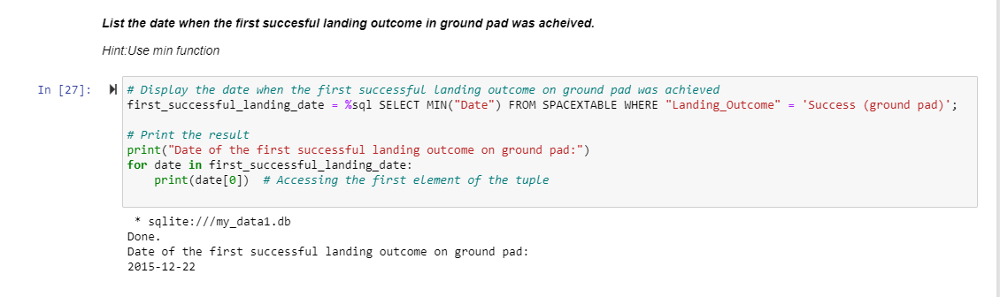 List the date when the first succesful landing outcome in ground pad was acheived.
Hint:Use min function
In [27]:
# Display the date when the first successful landing outcome on ground pad was achieved
first_successful_landing_date = %sql SELECT MIN("Date") FROM SPACEXTABLE WHERE "Landing_Outcome" = 'Success (ground pad)';
# Print the result
print("Date of the first successful landing outcome on ground pad:")
for date in first_successful_landing_date:
    print(date[0])  # Accessing the first element of the tuple
 * sqlite:///my_data1.db
Done.
Date of the first successful landing outcome on ground pad:
2015-12-22